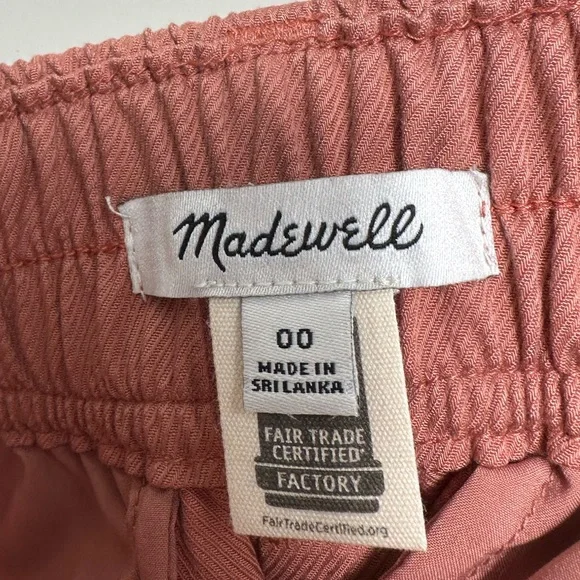 Madewell
00
MADE IN
SRI LANKA
FAIR TRADE
CERTIFIED®
FACTORY
FairTradeCertified.org